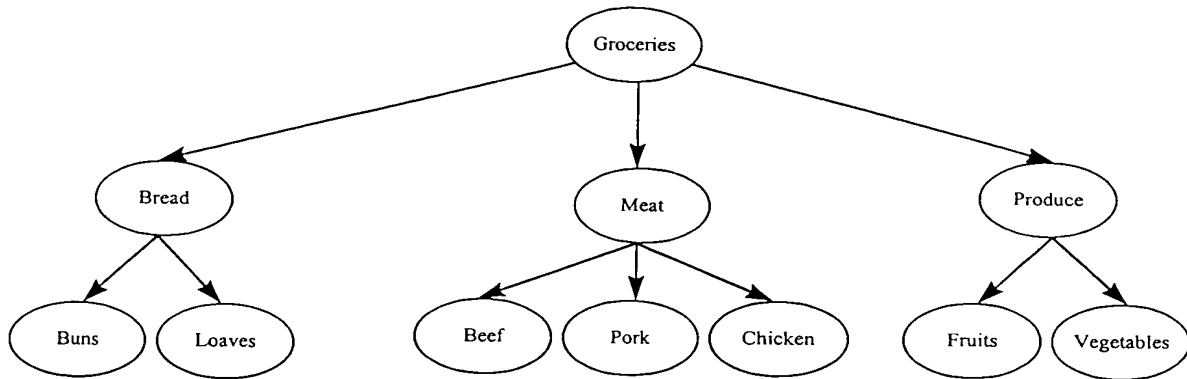 Groceries
Bread
Meat
Produce
Buns
Loaves
Beef
Pork
Chicken
Fruits
Vegetables